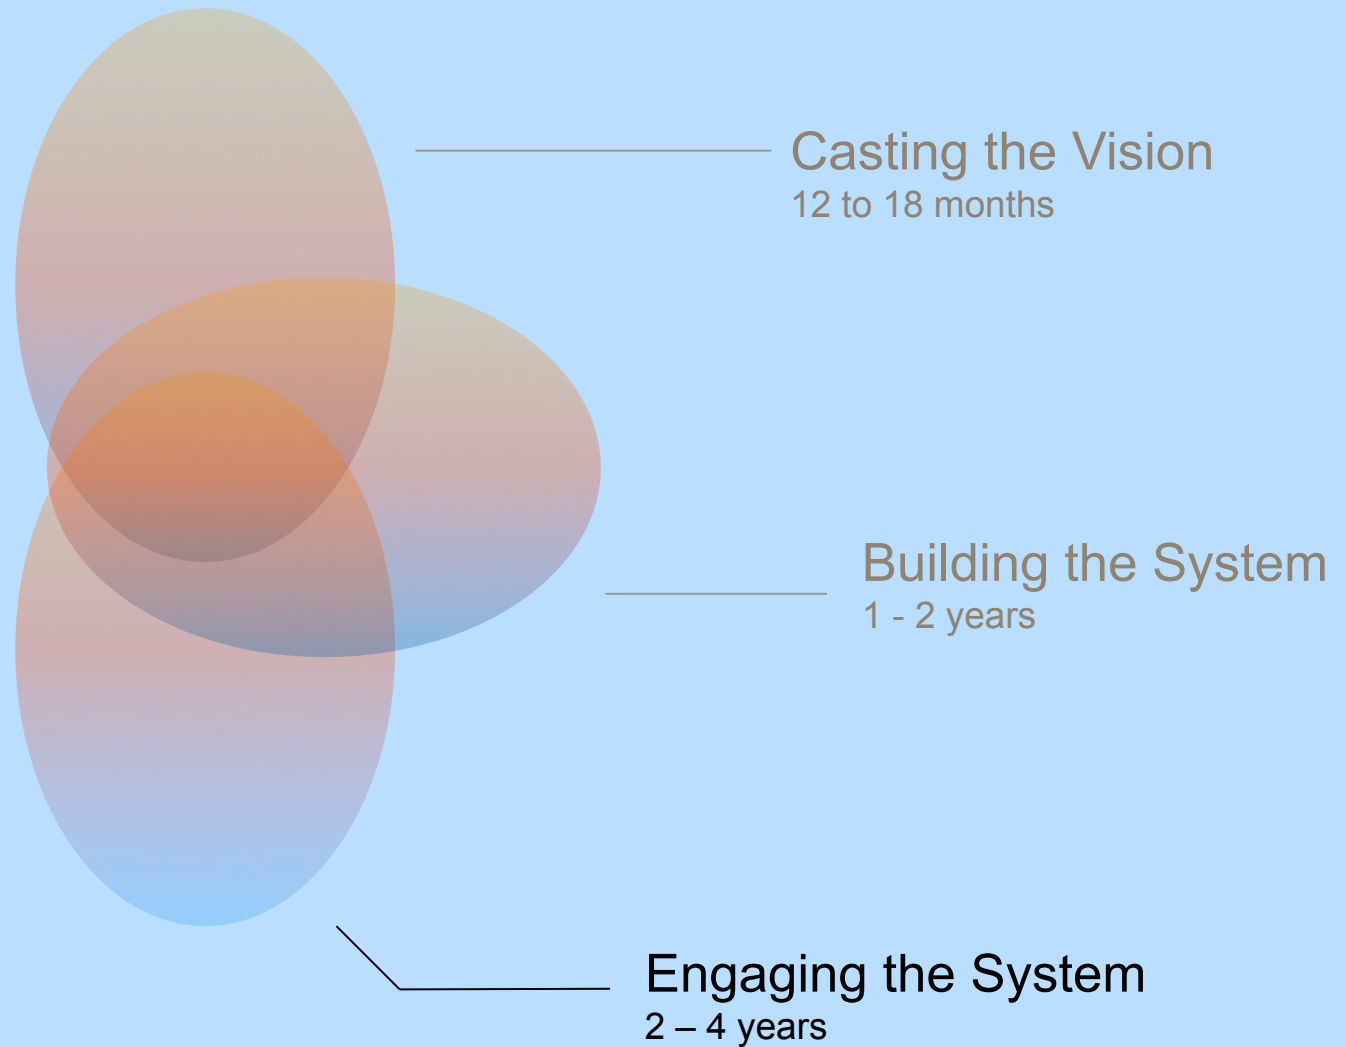 Casting the Vision
12 to 18 months
Building the System
1 - 2 years
Engaging the System
2 – 4 years